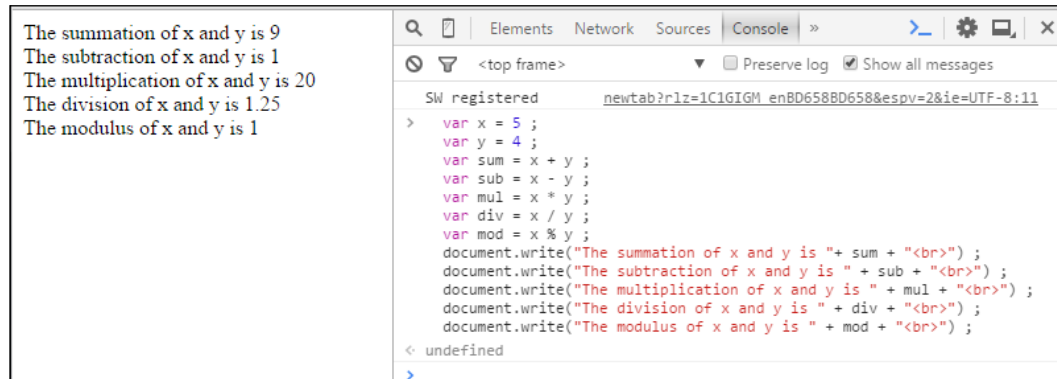 The summation of x and y is 9
The subtraction of x and y is 1
The multiplication of x and y is 20
The division of x and y is 1.25
The modulus of x and y is 1
Elements Network Sources Console »
<top frame> ▼ Preserve log Show all messages
SW registered newtab?rlz=1C1GIGM_enBD658BD658&espv=2&ie=UTF-8:11
> var x = 5 ;
var y = 4 ;
var sum = x + y ;
var sub = x - y ;
var mul = x * y ;
var div = x / y ;
var mod = x % y ;
document.write("The summation of x and y is "+ sum + "<br>") ;
document.write("The subtraction of x and y is " + sub + "<br>") ;
document.write("The multiplication of x and y is " + mul + "<br>") ;
document.write("The division of x and y is " + div + "<br>") ;
document.write("The modulus of x and y is " + mod + "<br>") ;
undefined
>